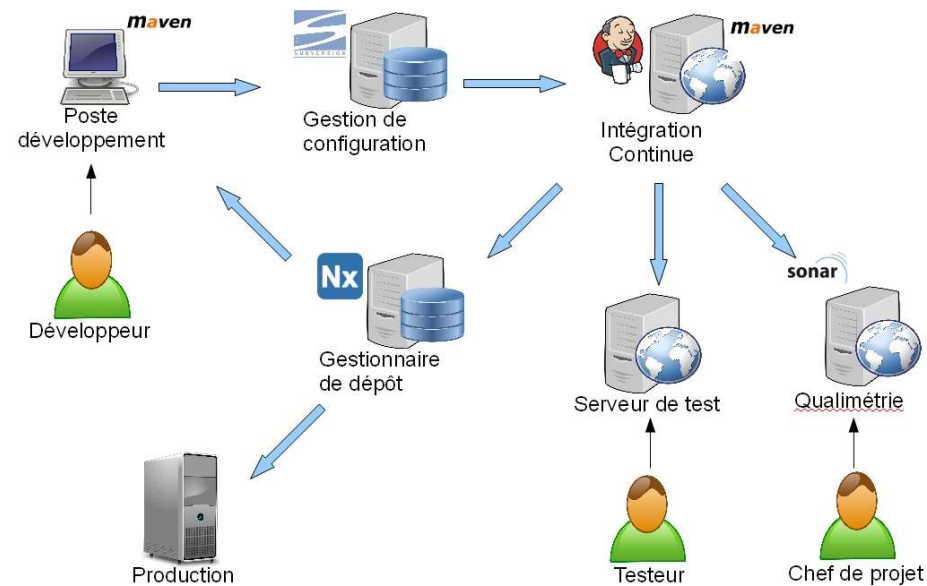 maven
SUBVERSION
maven
Poste
développement
Gestion de
configuration
Intégration
Continue
Nx
sonar
Développeur
Gestionnaire
de dépôt
Serveur de test
Qualimétrie
Production
Testeur
Chef de projet